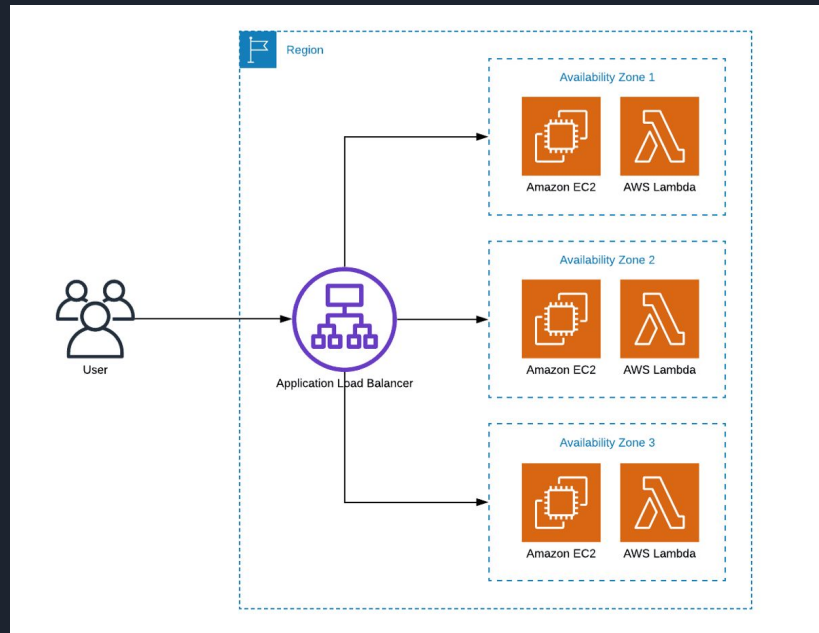 Region
Availability Zone 1
Amazon EC2 AWS Lambda
Availability Zone 2
Amazon EC2 AWS Lambda
User
Application Load Balancer
Availability Zone 3
Amazon EC2 AWS Lambda